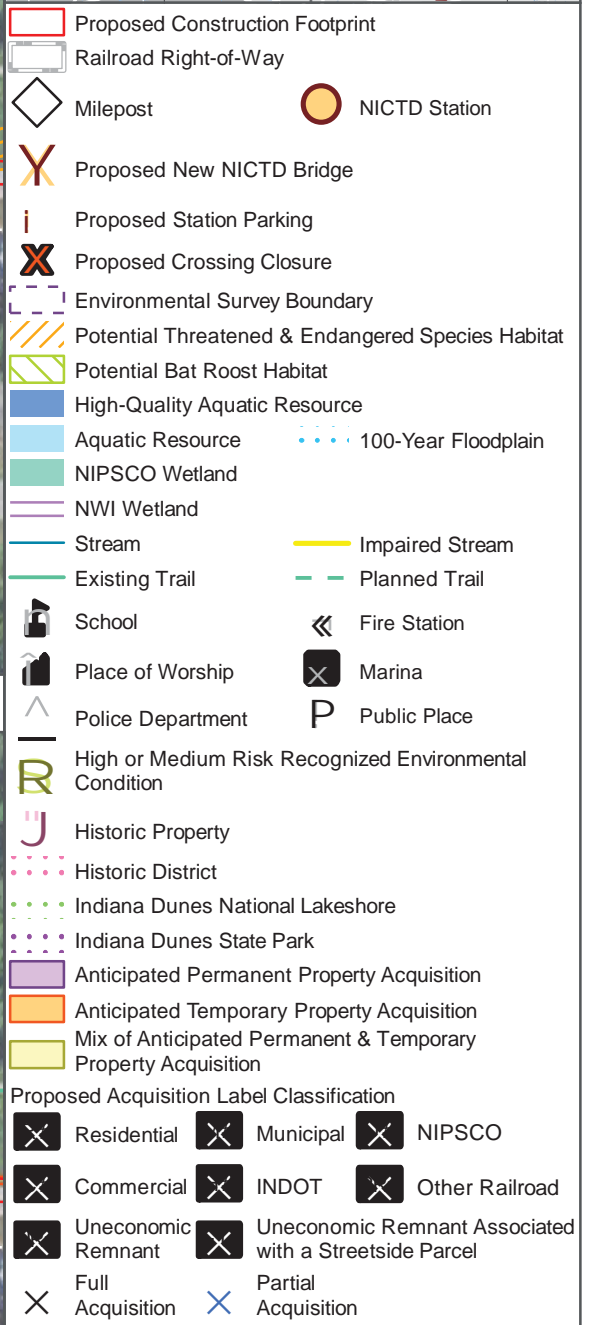 Proposed Construction Footprint
Railroad Right-of-Way
Milepost
NICTD Station
Proposed New NICTD Bridge
Proposed Station Parking
Proposed Crossing Closure
Environmental Survey Boundary
Potential Threatened & Endangered Species Habitat
Potential Bat Roost Habitat
High-Quality Aquatic Resource
Aquatic Resource
100-Year Floodplain
NIPSCO Wetland
NWI Wetland
Stream
Impaired Stream
Existing Trail
Planned Trail
School
Fire Station
Place of Worship
Marina
Police Department
P Public Place
High or Medium Risk Recognized Environmental
Condition
Historic Property
Historic District
Indiana Dunes National Lakeshore
Indiana Dunes State Park
Anticipated Permanent Property Acquisition
Anticipated Temporary Property Acquisition
Mix of Anticipated Permanent & Temporary
Property Acquisition
Proposed Acquisition Label Classification
Residential
Municipal
NIPSCO
Commercial
INDOT
Other Railroad
Uneconomic
Remnant
Uneconomic Remnant Associated
with a Streetside Parcel
Full
Acquisition
Partial
Acquisition